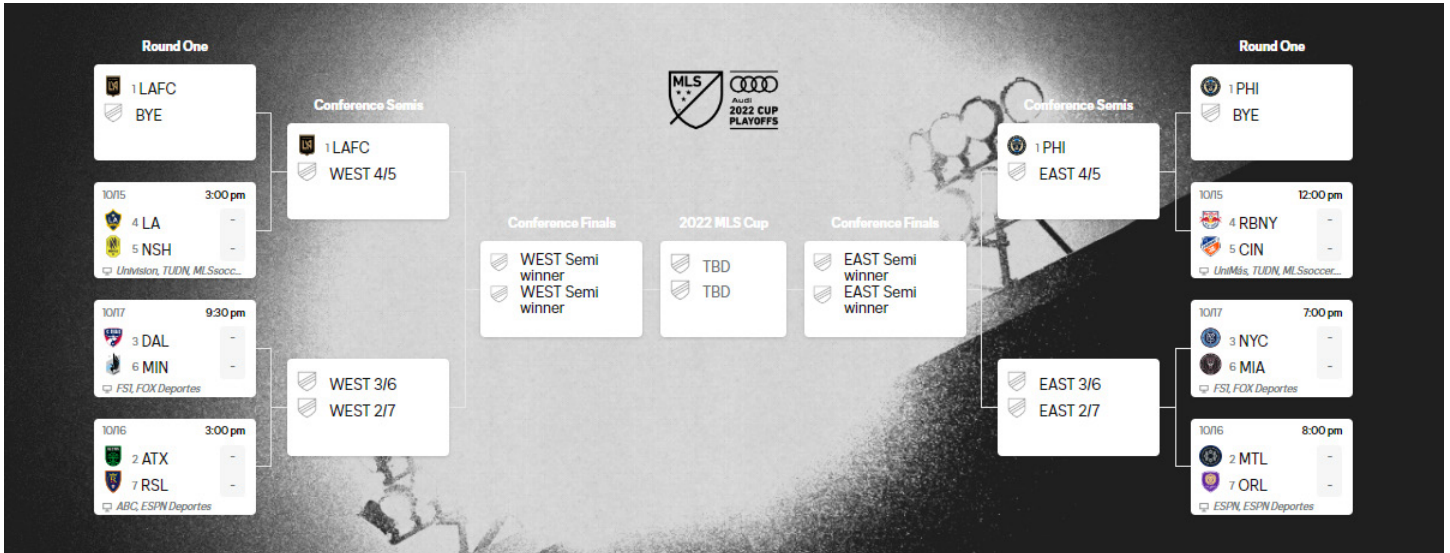 Round One
1 LAFC
BYE
10/15 3:00 pm
4 LA -
5 NSH -
Univision, TUDN, MLSsocc...
10/17 9:30 pm
3 DAL -
6 MIN -
FS1, FOX Deportes
10/16 3:00 pm
2 ATX -
7 RSL -
ABC, ESPN Deportes
Conference Semis
1 LAFC
WEST 4/5
WEST 3/6
WEST 2/7
Conference Finals
WEST Semi
winner
WEST Semi
winner
MLS
Audi
2022 CUP
PLAYOFFS
2022 MLS Cup
TBD
TBD
Conference Finals
EAST Semi
winner
EAST Semi
winner
Conference Semis
1 PHI
EAST 4/5
EAST 3/6
EAST 2/7
Round One
1 PHI
BYE
10/15 12:00 pm
4 RBNY -
5 CIN -
UniMás, TUDN, MLSsoccer....
10/17 7:00 pm
3 NYC -
6 MIA -
FS1, FOX Deportes
10/16 8:00 pm
2 MTL -
7 ORL -
ESPN, ESPN Deportes